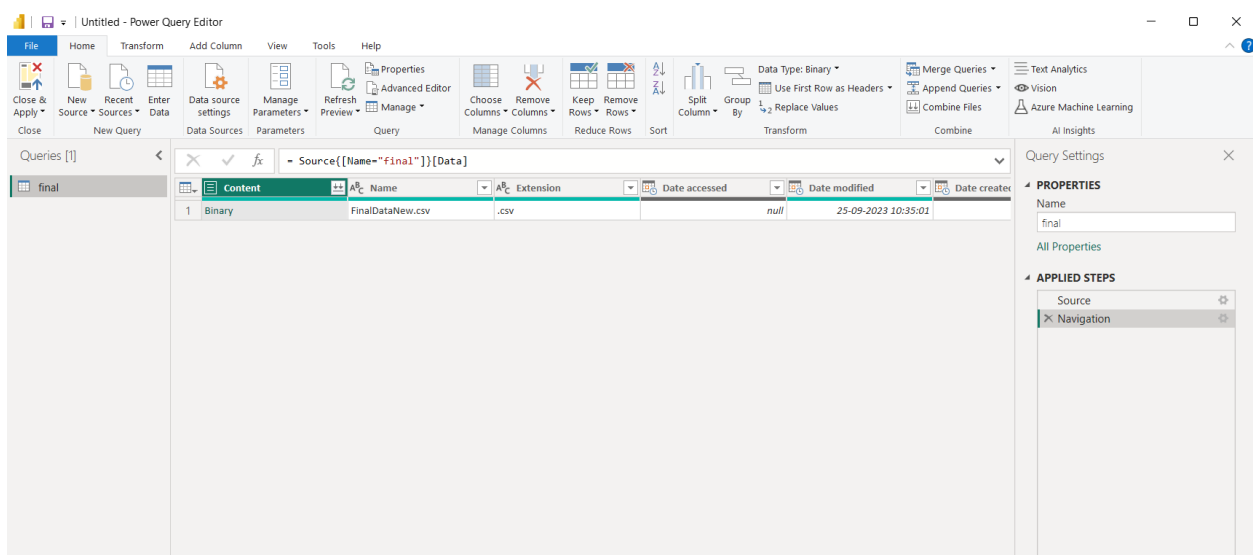 Untitled - Power Query Editor
File Home Transform Add Column View Tools Help
Close & Apply
New Source
Recent Sources
Enter Data
Data source settings
Manage Parameters
Refresh Preview
Properties
Advanced Editor
Manage
Choose Columns
Remove Columns
Keep Rows
Remove Rows
Split Column
Group By
Data Type: Binary
Use First Row as Headers
Replace Values
Merge Queries
Append Queries
Combine Files
Text Analytics
Vision
Azure Machine Learning
Close New Query Data Sources Parameters Query Manage Columns Reduce Rows Sort Transform Combine AI Insights
Queries [1]
final
fx = Source{[Name="final"]}[Data]
Content ABC Name ABC Extension Date accessed Date modified Date created
1 Binary FinalDataNew.csv .csv null 25-09-2023 10:35:01
Query Settings
PROPERTIES
Name
final
All Properties
APPLIED STEPS
Source
Navigation